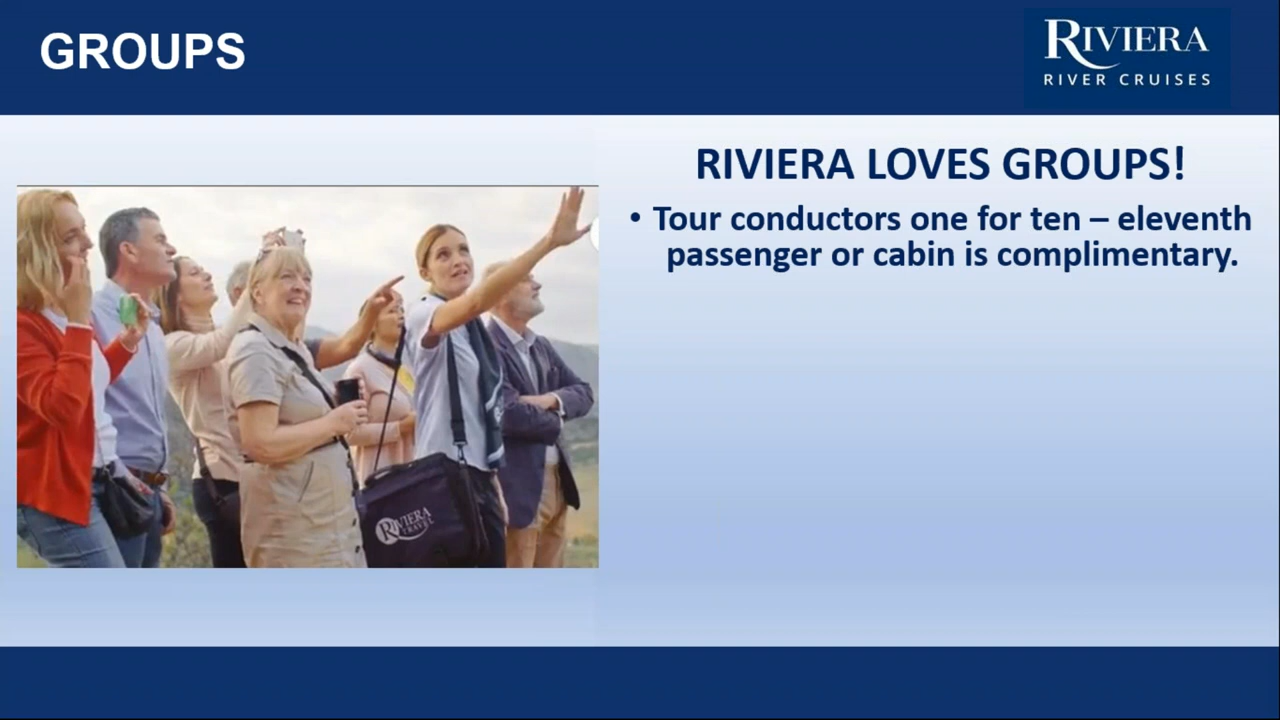 GROUPS
RIVIERA
RIVER CRUISES
RIVIERA LOVES GROUPS!
• Tour conductors one for ten – eleventh
passenger or cabin is complimentary.
RIVIERA
TRAVEL